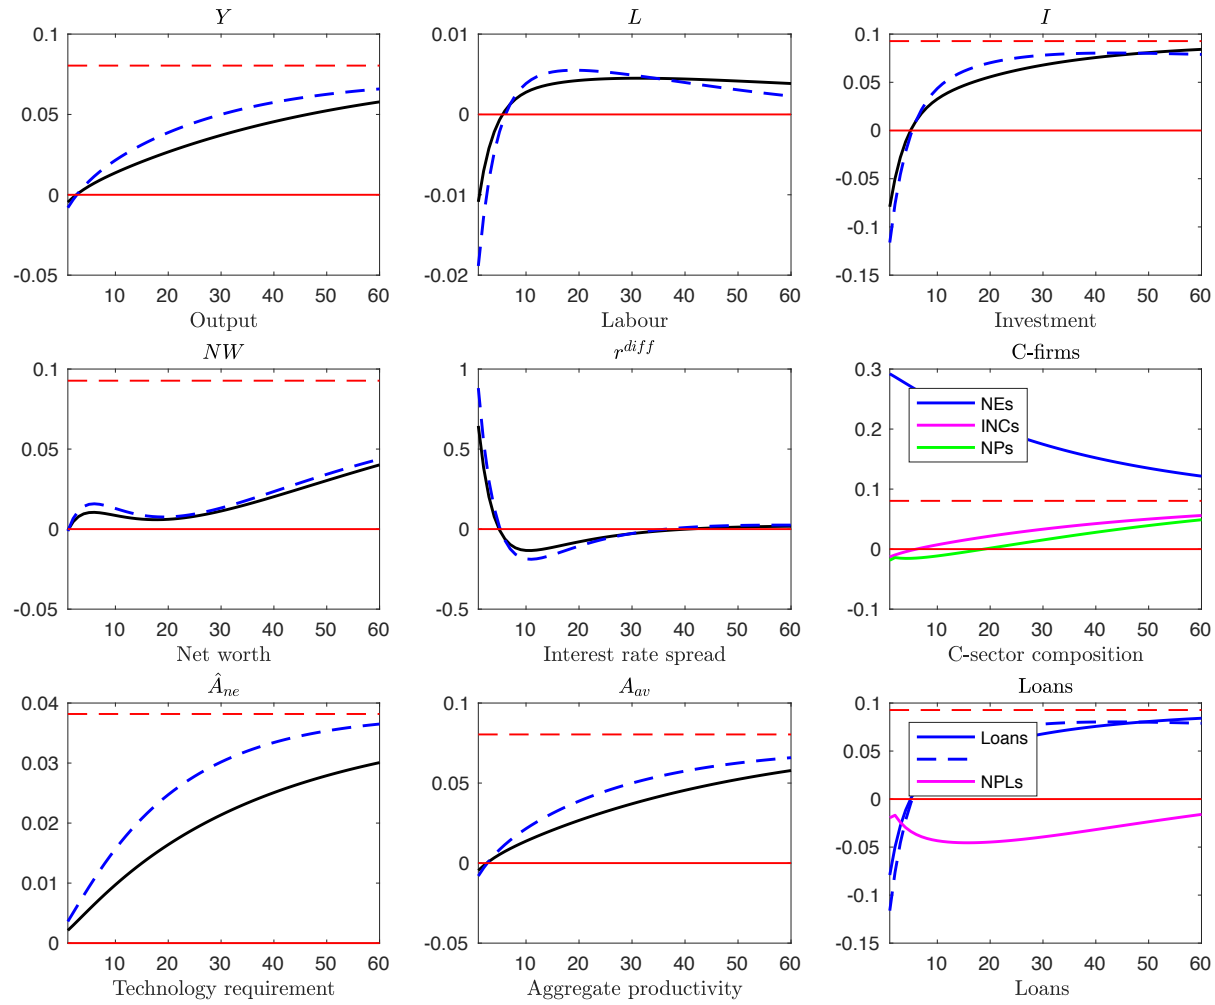 Y
0.1
0.05
0
-0.05
10 20 30 40 50 60
Output
L
0.01
0
-0.01
-0.02
10 20 30 40 50 60
Labour
I
0.1
0.05
0
-0.05
-0.1
-0.15
10 20 30 40 50 60
Investment
NW
0.1
0.05
0
-0.05
10 20 30 40 50 60
Net worth
r^{diff}
1
0.5
0
-0.5
10 20 30 40 50 60
Interest rate spread
C-firms
0.3
0.2
0.1
0
-0.1
NEs
INCs
NPs
10 20 30 40 50 60
C-sector composition
Â_{ne}
0.04
0.03
0.02
0.01
0
10 20 30 40 50 60
Technology requirement
A_{av}
0.1
0.05
0
-0.05
10 20 30 40 50 60
Aggregate productivity
Loans
0.1
0.05
0
-0.05
-0.1
-0.15
Loans
NPLs
10 20 30 40 50 60
Loans